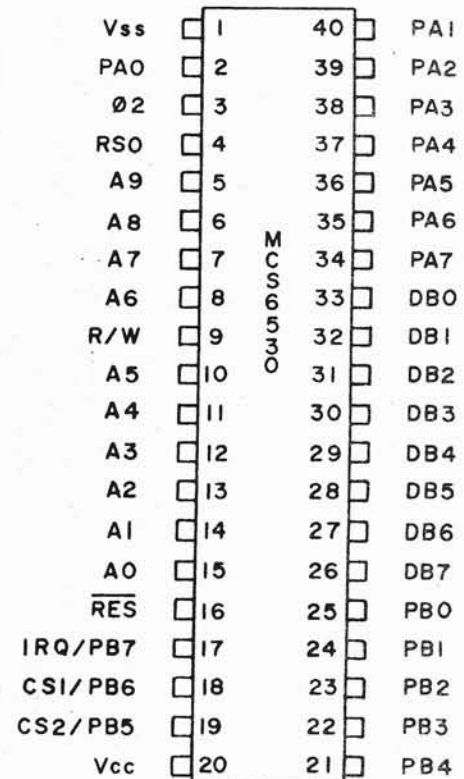 Vss 1 40 PA1
PA0 2 39 PA2
Ø2 3 38 PA3
RS0 4 37 PA4
A9 5 36 PA5
A8 6 35 PA6
A7 7 34 PA7
A6 8 33 DB0
R/W 9 32 DB1
A5 10 31 DB2
A4 11 30 DB3
A3 12 29 DB4
A2 13 28 DB5
A1 14 27 DB6
A0 15 26 DB7
RES 16 25 PB0
IRQ/PB7 17 24 PB1
CS1/PB6 18 23 PB2
CS2/PB5 19 22 PB3
Vcc 20 21 PB4
MCS6530